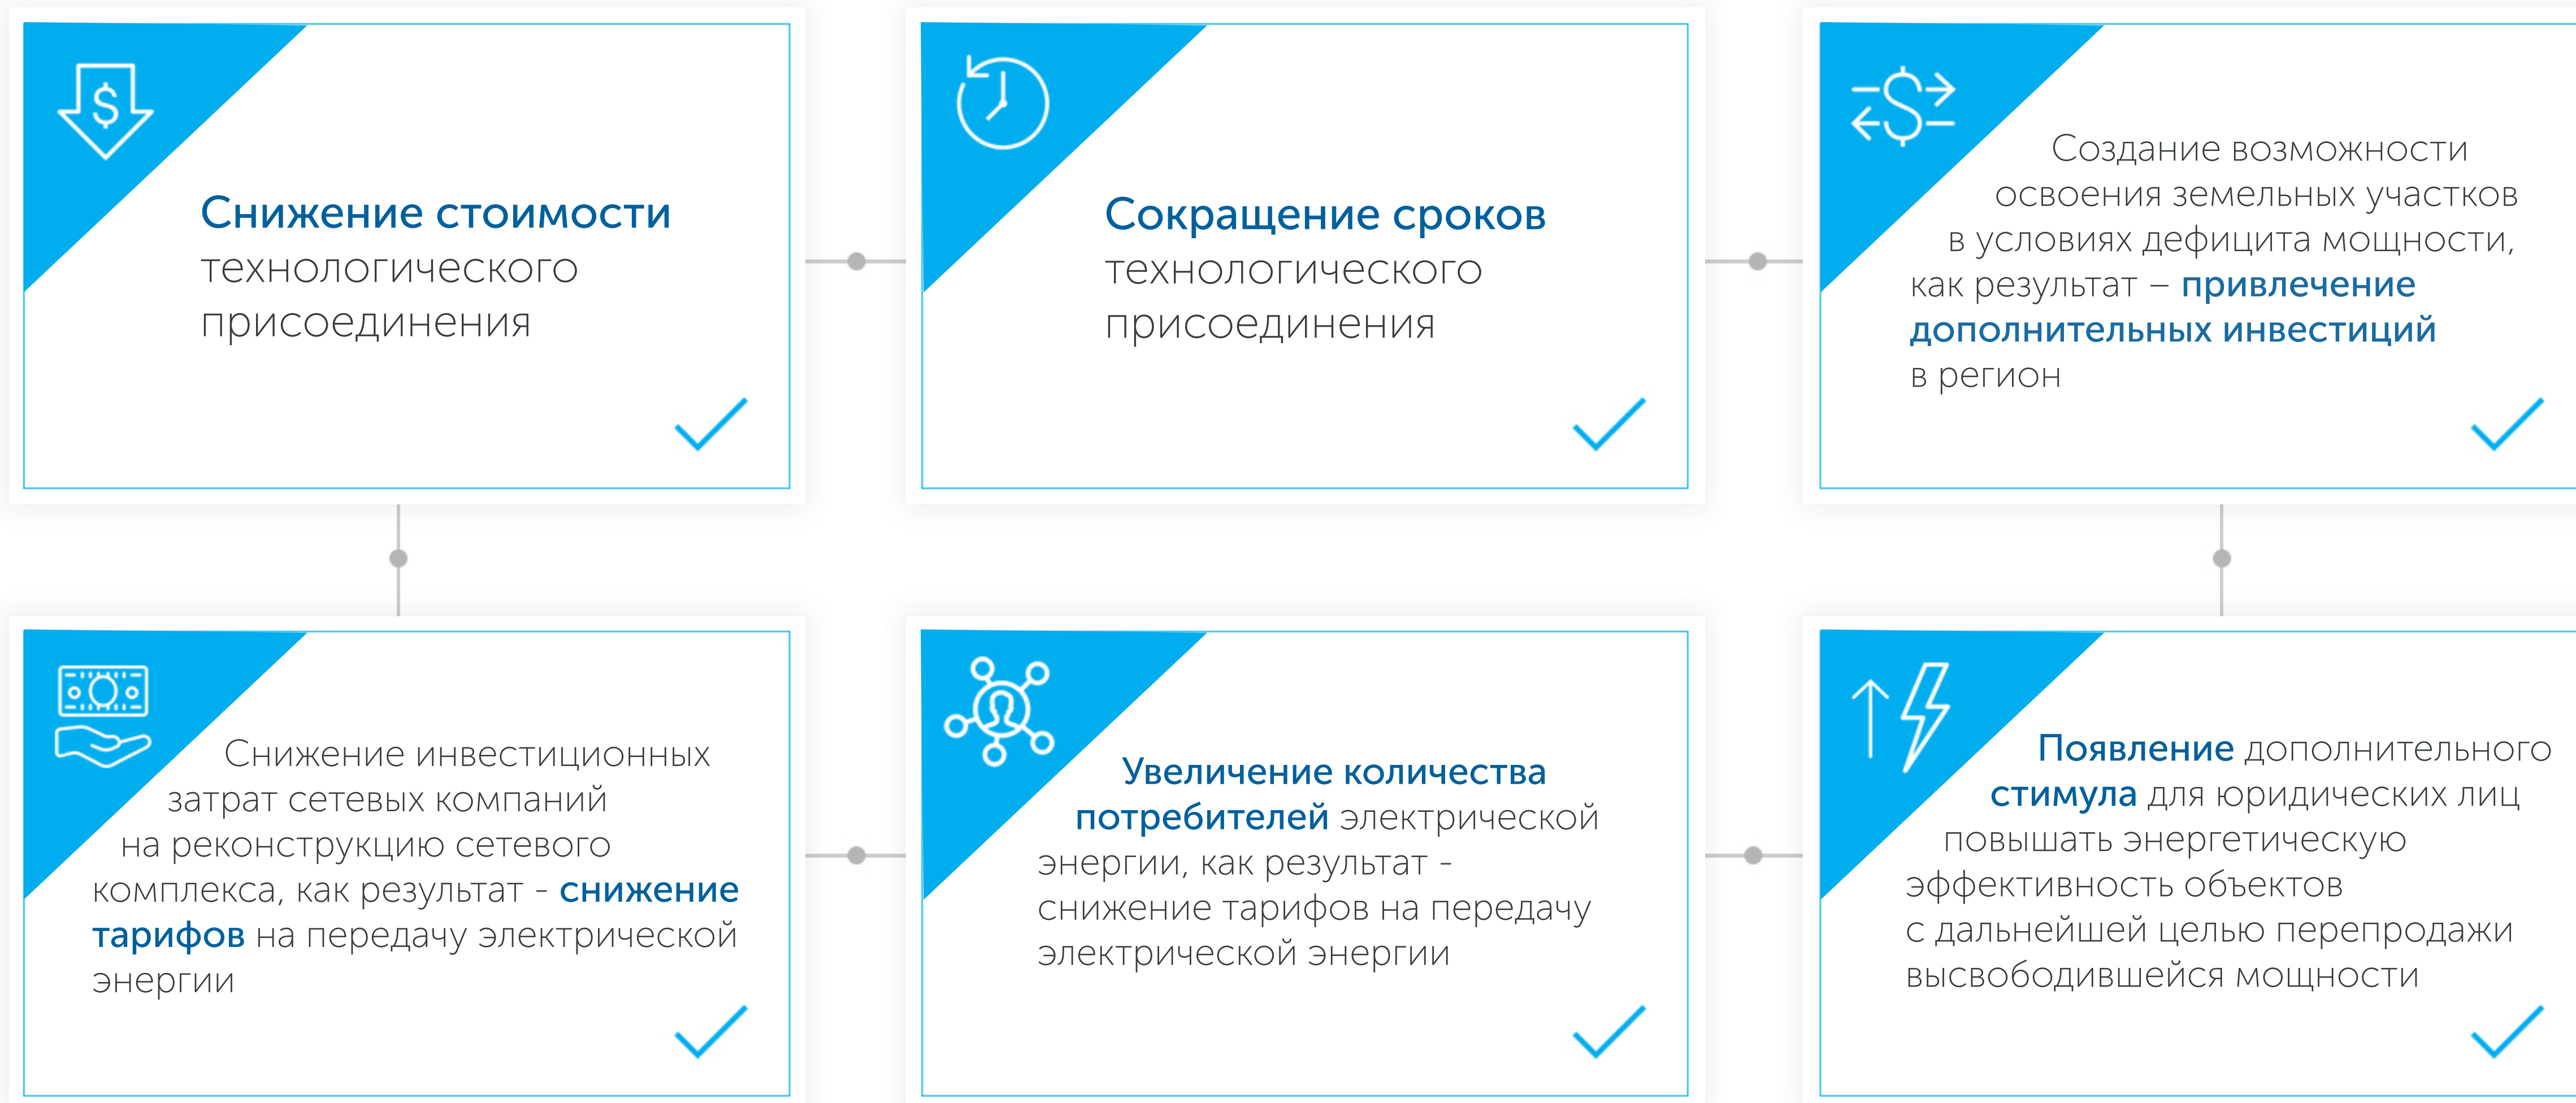 Снижение стоимости
технологического
присоединения
Сокращение сроков
технологического
присоединения
Создание возможности
освоения земельных участков
в условиях дефицита мощности,
как результат – привлечение
дополнительных инвестиций
в регион
Снижение инвестиционных
затрат сетевых компаний
на реконструкцию сетевого
комплекса, как результат - снижение
тарифов на передачу электрической
энергии
Увеличение количества
потребителей электрической
энергии, как результат -
снижение тарифов на передачу
электрической энергии
Появление дополнительного
стимула для юридических лиц
повышать энергетическую
эффективность объектов
с дальнейшей целью перепродажи
высвободившейся мощности